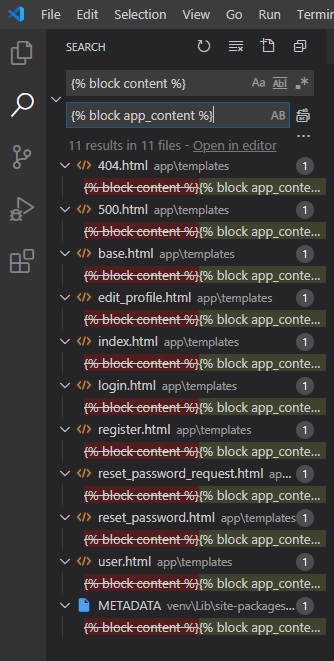 File Edit Selection View Go Run Termin
SEARCH
{% block content %}
Aa Abl .*
{% block app_content %}
AB
11 results in 11 files - Open in editor
404.html app\templates 1
{% block content %}{% block app_conte...
500.html app\templates 1
{% block content %}{% block app_conte...
base.html app\templates 1
{% block content %}{% block app_conte...
edit_profile.html app\templates 1
{% block content %}{% block app_conte...
index.html app\templates 1
{% block content %}{% block app_conte...
login.html app\templates 1
{% block content %}{% block app_conte...
register.html app\templates 1
{% block content %}{% block app_conte...
reset_password_request.html ap... 1
{% block content %}{% block app_conte...
reset_password.html app\templates 1
{% block content %}{% block app_conte...
user.html app\templates 1
{% block content %}{% block app_conte...
METADATA venv\Lib\site-packages... 1
{% block content %}{% block app_conte...